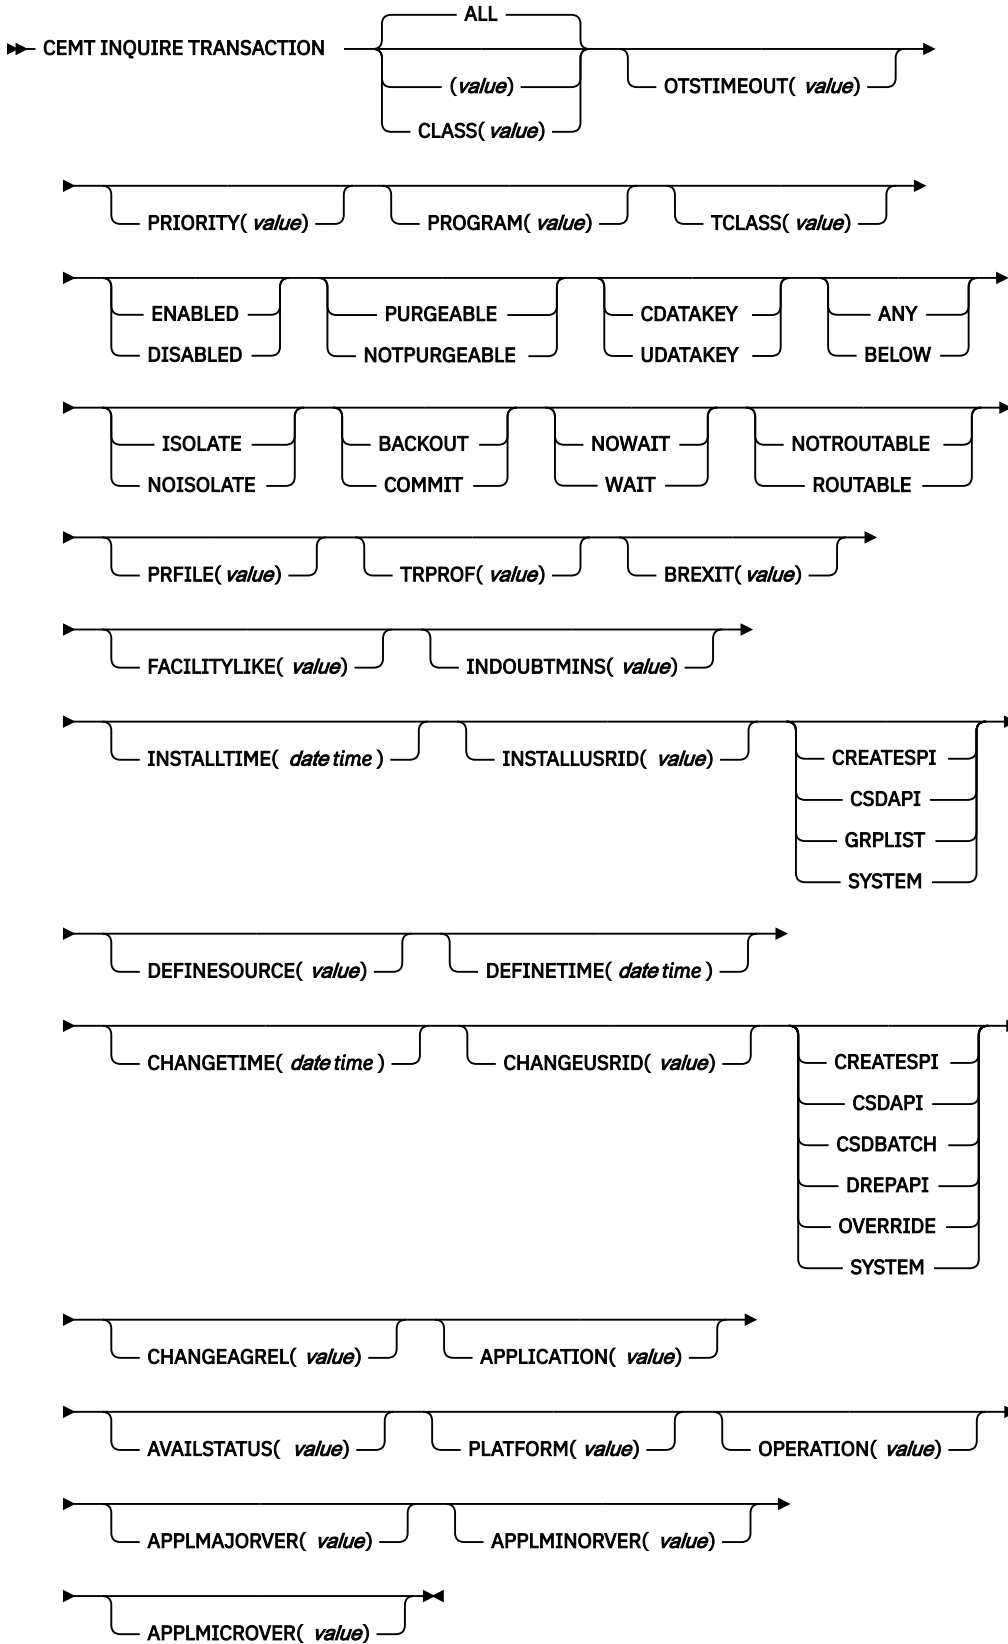 ALL
CEMT INQUIRE TRANSACTION
(value)
OTSTIMEOUT( value)
CLASS( value)
PRIORITY( value) PROGRAM( value) TCLASS( value)
ENABLED PURGEABLE CDATAKEY ANY
DISABLED NOTPURGEABLE UDATAKEY BELOW
ISOLATE BACKOUT NOWAIT NOTROUTABLE
NOISOLATE COMMIT WAIT ROUTABLE
PRFILE( value) TRPROF( value) BREXIT( value)
FACILITYLIKE( value) INDOUBTMINS( value)
INSTALLTIME( date time ) INSTALLUSRID( value) CREATESPI
CSDAPI
GRPLIST
SYSTEM
DEFINESOURCE( value) DEFINETIME( date time )
CHANGETIME( date time ) CHANGEUSRID( value) CREATESPI
CSDAPI
CSDBATCH
DREPAPI
OVERRIDE
SYSTEM
CHANGEAGREL( value) APPLICATION( value)
AVAILSTATUS( value) PLATFORM( value) OPERATION( value)
APPLMAJORVER( value) APPLMINORVER( value)
APPLMICROVER( value)